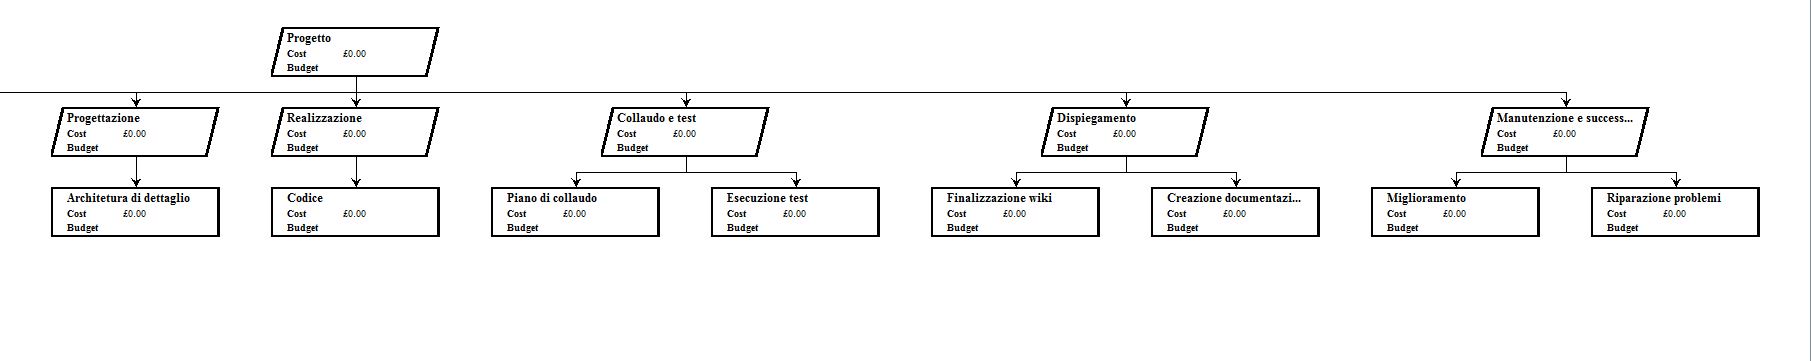 Progetto
Cost £0.00
Budget
Progettazione
Cost £0.00
Budget
Realizzazione
Cost £0.00
Budget
Collaudo e test
Cost £0.00
Budget
Dispiegamento
Cost £0.00
Budget
Manutenzione e success...
Cost £0.00
Budget
Architetura di dettaglio
Cost £0.00
Budget
Codice
Cost £0.00
Budget
Piano di collaudo
Cost £0.00
Budget
Esecuzione test
Cost £0.00
Budget
Finalizzazione wiki
Cost £0.00
Budget
Creazione documentazi...
Cost £0.00
Budget
Miglioramento
Cost £0.00
Budget
Riparazione problemi
Cost £0.00
Budget